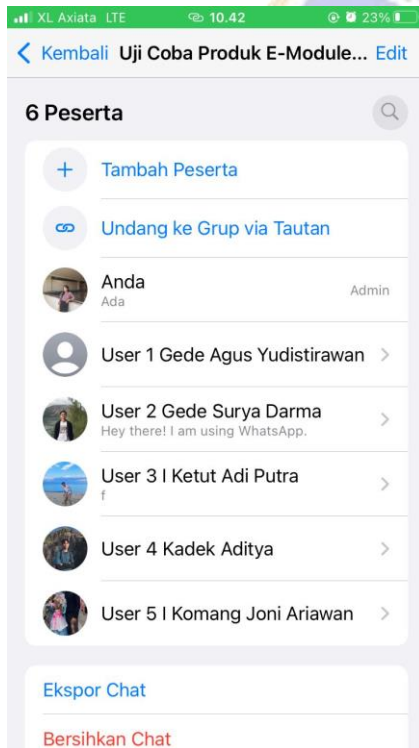 XL Axiata LTE 10.42 23%
Kembali Uji Coba Produk E-Module... Edit
6 Peserta
Tambah Peserta
Undang ke Grup via Tautan
Anda
Ada
Admin
User 1 Gede Agus Yudistirawan
User 2 Gede Surya Darma
Hey there! I am using WhatsApp.
User 3 I Ketut Adi Putra
f
User 4 Kadek Aditya
User 5 I Komang Joni Ariawan
Ekspor Chat
Bersihkan Chat